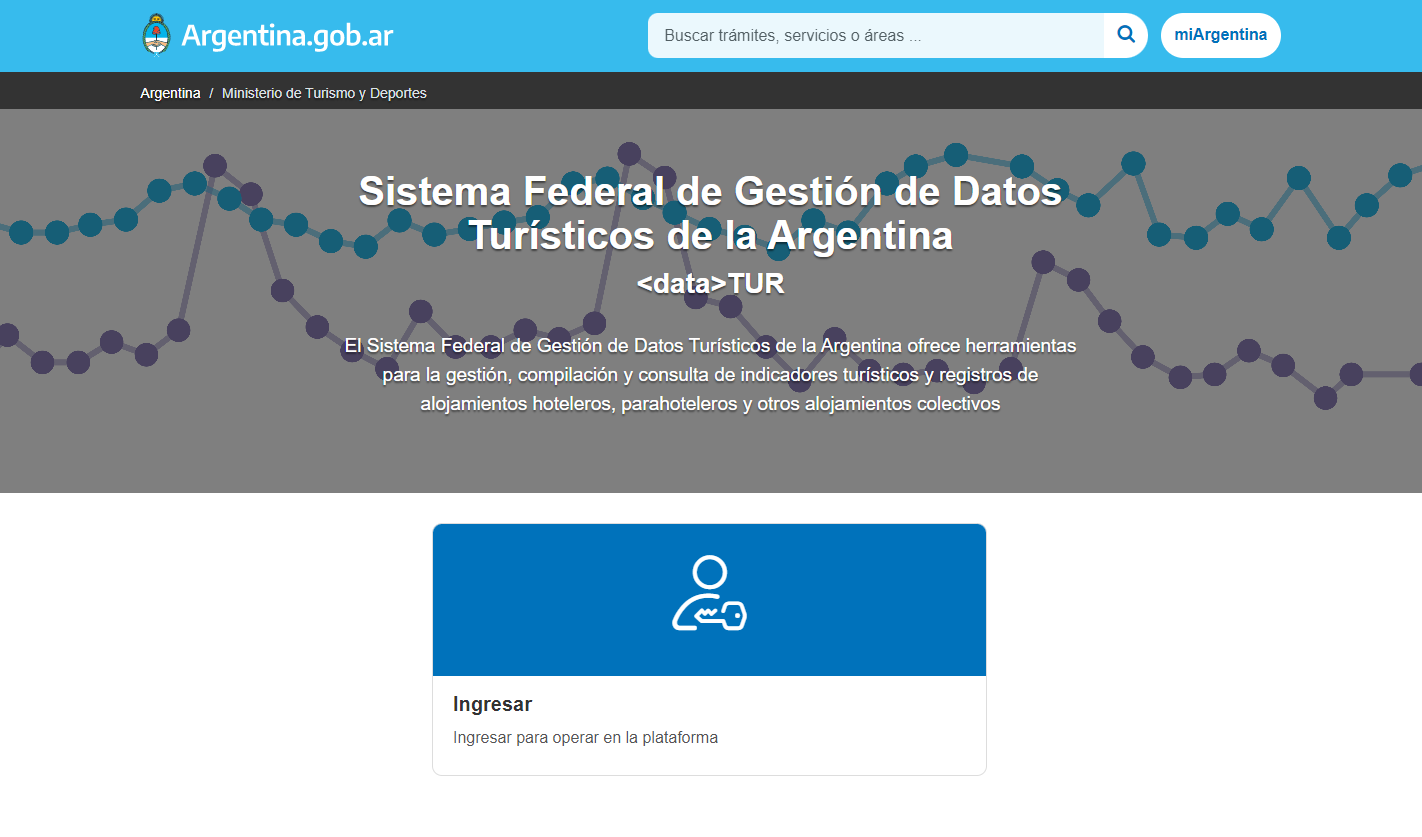 Argentina.gob.ar
Buscar trámites, servicios o áreas ...
miArgentina
Argentina / Ministerio de Turismo y Deportes
Sistema Federal de Gestión de Datos
Turísticos de la Argentina
<data>TUR
El Sistema Federal de Gestión de Datos Turísticos de la Argentina ofrece herramientas
para la gestión, compilación y consulta de indicadores turísticos y registros de
alojamientos hoteleros, parahoteleros y otros alojamientos colectivos
Ingresar
Ingresar para operar en la plataforma